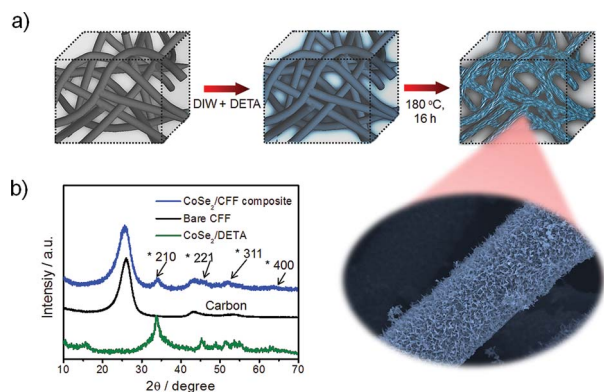 a)
DIW + DETA
180 °C,
16 h
b)
CoSe2/CFF composite
Bare CFF
CoSe2/DETA
* 210
* 221
* 311
* 400
Carbon
Intensiy / a.u.
10 20 30 40 50 60 70
2θ / degree